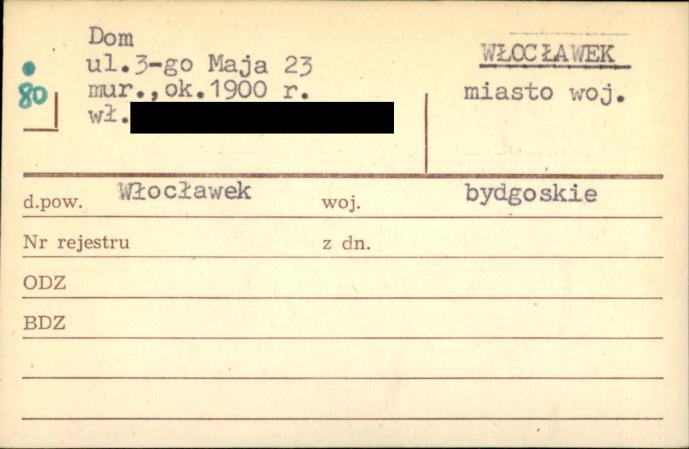 Dom
ul.3-go Maja 23
mur.,ok.1900 r.
wł.
80
WŁOCŁAWEK
miasto woj.
d.pow. Włocławek woj. bydgoskie
Nr rejestru z dn.
ODZ
BDZ